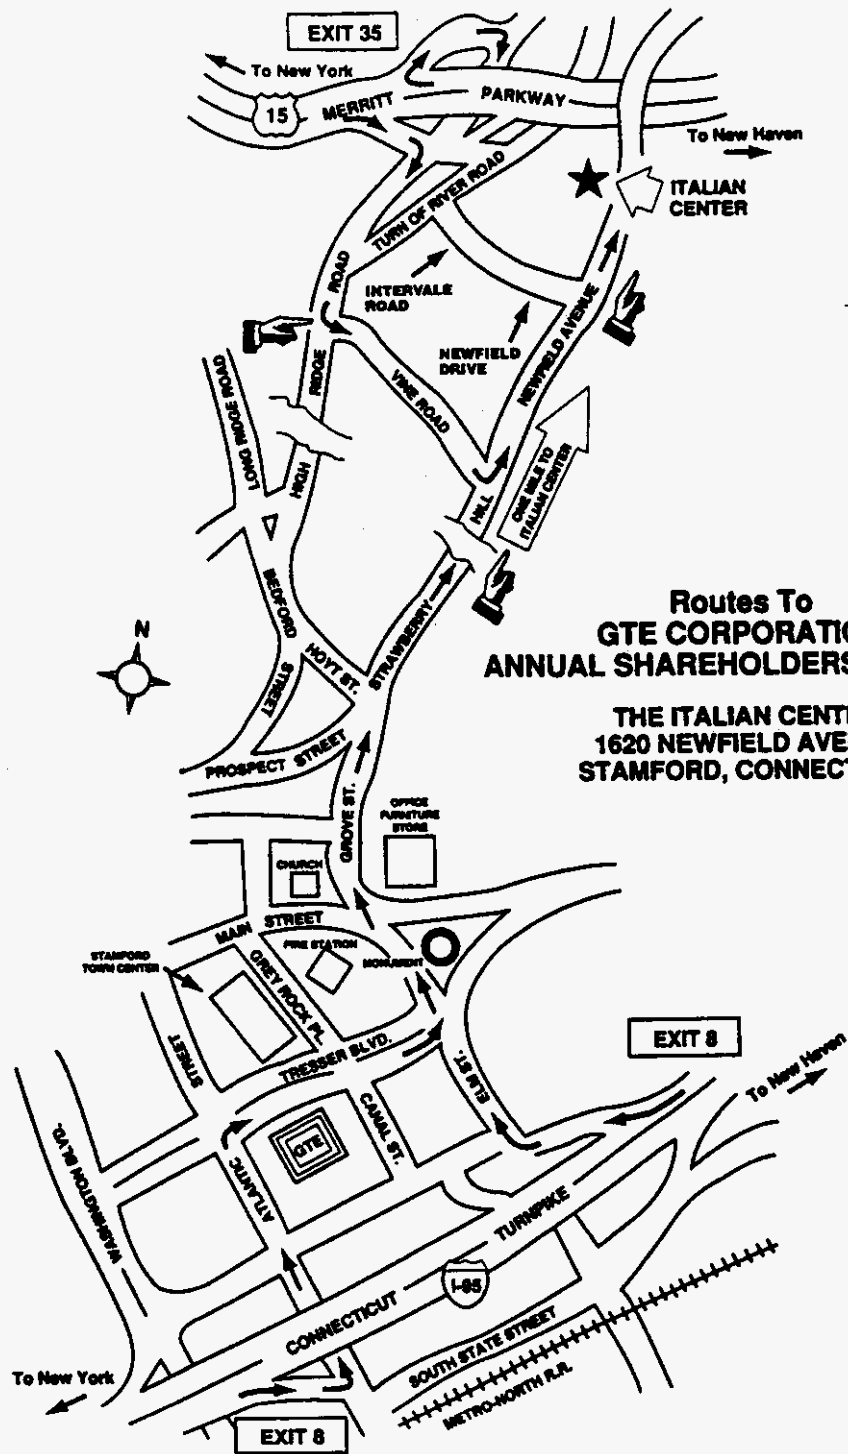 EXIT 35
To New York
15
MERRITT
PARKWAY
To New Haven
ITALIAN
CENTER
TURN OF RIVER ROAD
ROAD
INTERVALE
ROAD
NEWFIELD AVENUE
NEWFIELD
DRIVE
RIDGE
VINE ROAD
LONG RIDGE ROAD
HIGH
HILL
ONE MILE TO
ITALIAN CENTER
BEDFORD
STRAWBERRY
N
HOYT ST.
STREET
Routes To
GTE CORPORATIO
ANNUAL SHAREHOLDERS
THE ITALIAN CENT
1620 NEWFIELD AVE
STAMFORD, CONNECT
PROSPECT STREET
GROVE ST.
OFFICE
FURNITURE
STORE
CHURCH
MAIN STREET
FIRE STATION
MONUMENT
STAMFORD
TOWN CENTER
GREY ROCK PL.
STREET
TRESSER BLVD.
EXIT 8
ELM ST.
To New Haven
CANAL ST.
GTE
WASHINGTON BLVD.
ATLANTIC
TURNPIKE
I-95
CONNECTICUT
SOUTH STATE STREET
METRO-NORTH R.R.
To New York
EXIT 8